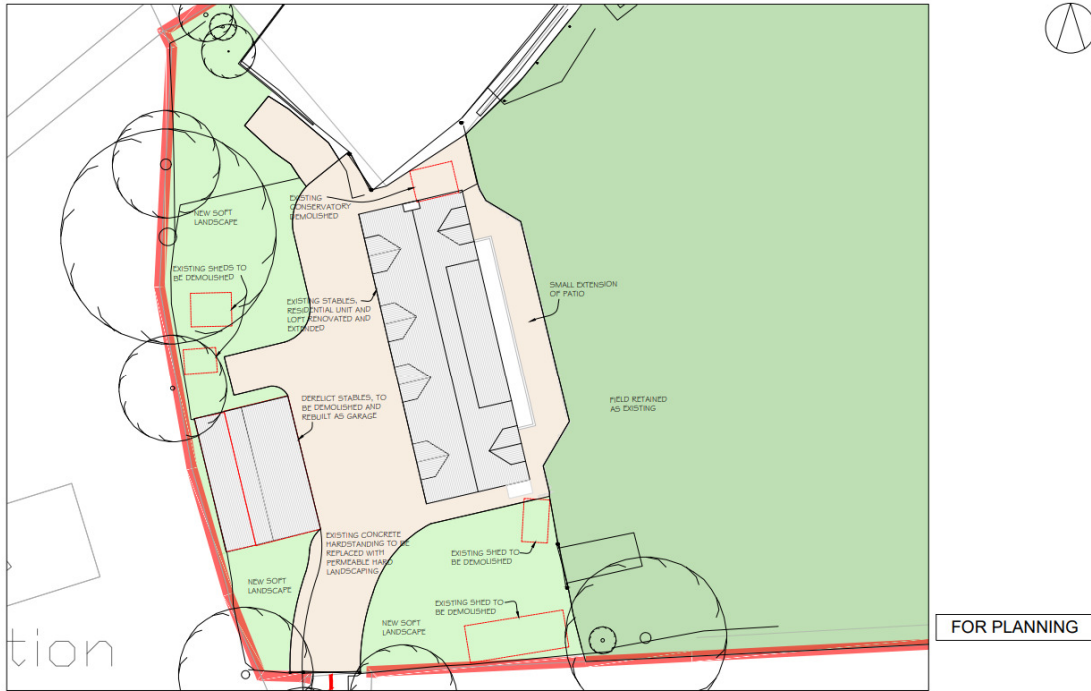 EXISTING
CONSERVATORY
DEMOLISHED
NEW SOFT
LANDSCAPE
EXISTING SHEDS TO
BE DEMOLISHED
EXISTING STABLES,
RESIDENTIAL UNIT AND
LOFT RENOVATED AND
EXTENDED
SMALL EXTENSION
OF PATIO
DERELICT STABLES, TO
BE DEMOLISHED AND
REBUILT AS GARAGE
FIELD RETAINED
AS EXISTING
EXISTING CONCRETE
HARDSTANDING TO BE
REPLACED WITH
PERMEABLE HARD
LANDSCAPING
EXISTING SHED TO
BE DEMOLISHED
NEW SOFT
LANDSCAPE
EXISTING SHED TO
BE DEMOLISHED
NEW SOFT
LANDSCAPE
tion
FOR PLANNING